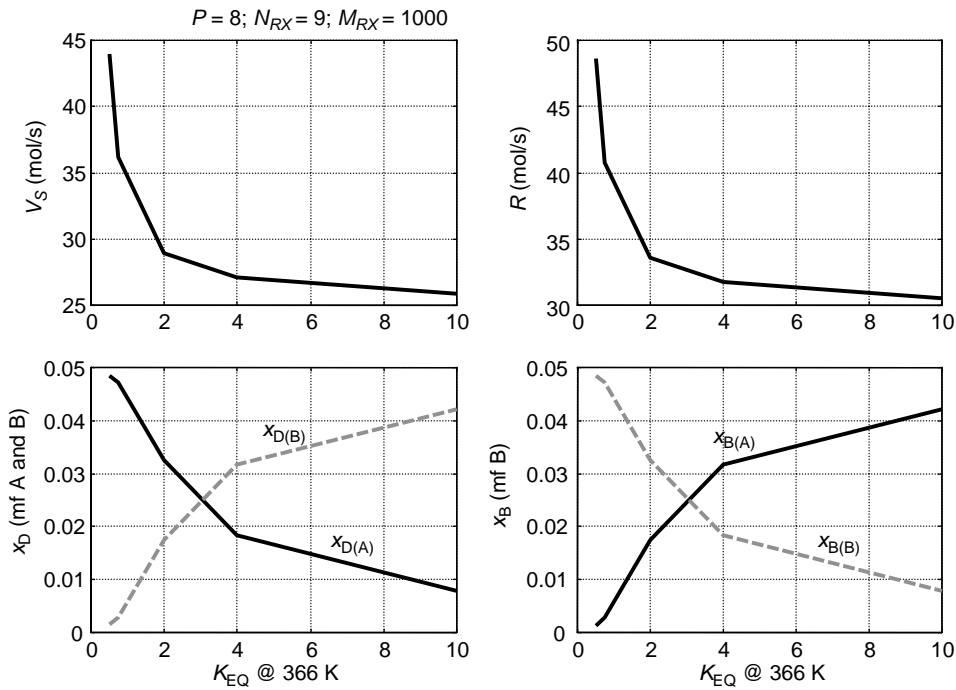 P = 8; N_RX = 9; M_RX = 1000
V_S (mol/s)
45
40
35
30
25
0 2 4 6 8 10
R (mol/s)
50
45
40
35
30
0 2 4 6 8 10
x_D (mf A and B)
0.05
0.04
0.03
0.02
0.01
0
x_D(B)
x_D(A)
0 2 4 6 8 10
K_EQ @ 366 K
x_B (mf B)
0.05
0.04
0.03
0.02
0.01
0
x_B(A)
x_B(B)
0 2 4 6 8 10
K_EQ @ 366 K